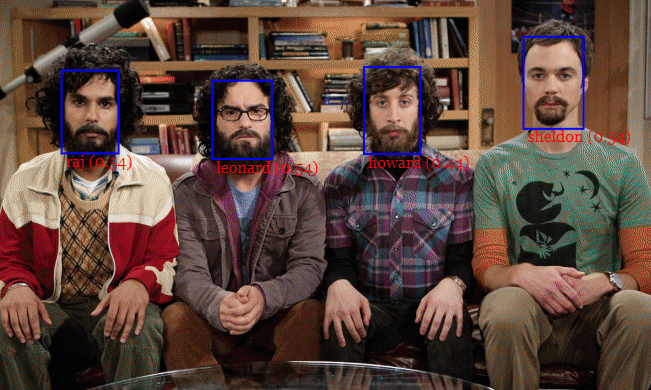 raj (0.54)
leonard (0.54)
howard (0.44)
sheldon (0.54)